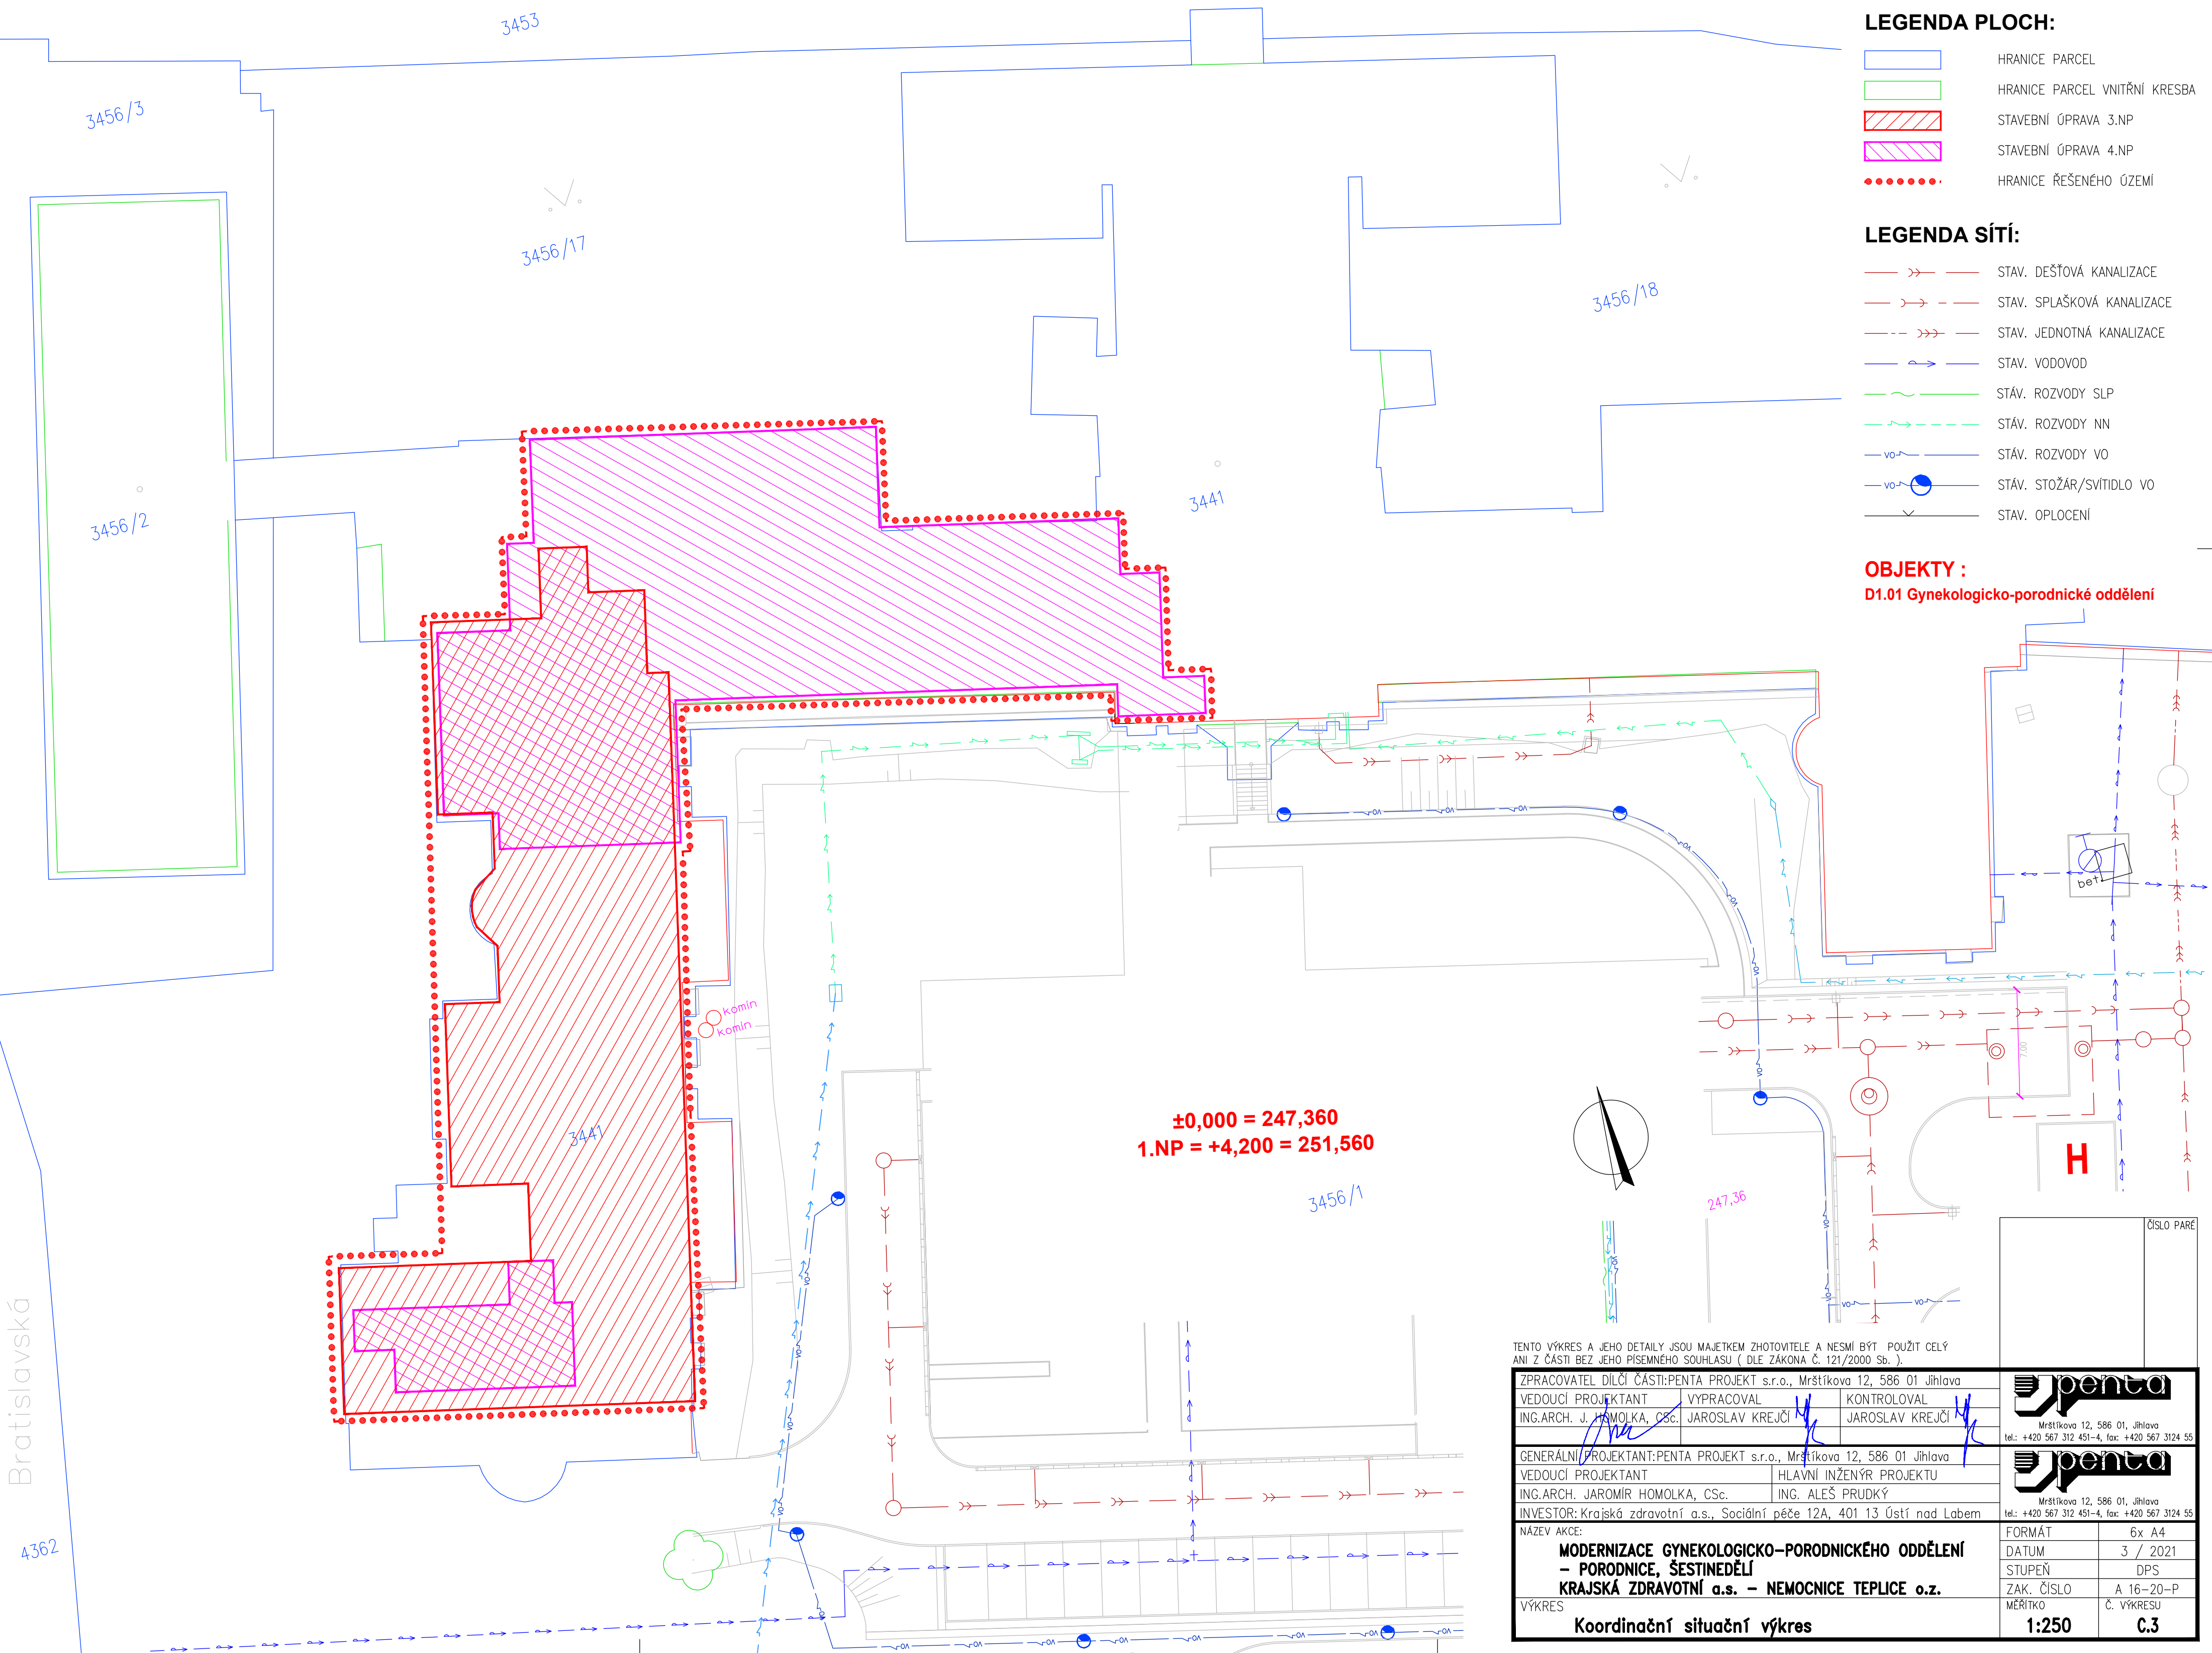 3453
3456/3
3456/17
3456/18
3456/2
3441
LEGENDA PLOCH:
HRANICE PARCEL
HRANICE PARCEL VNITŘNÍ KRESBA
STAVEBNÍ ÚPRAVA 3.NP
STAVEBNÍ ÚPRAVA 4.NP
HRANICE ŘEŠENÉHO ÚZEMÍ
LEGENDA SÍTÍ:
STAV. DEŠŤOVÁ KANALIZACE
STAV. SPLAŠKOVÁ KANALIZACE
STAV. JEDNOTNÁ KANALIZACE
STAV. VODOVOD
STÁV. ROZVODY SLP
STÁV. ROZVODY NN
VO STÁV. ROZVODY VO
VO STÁV. STOŽÁR/SVÍTIDLO VO
STAV. OPLOCENÍ
OBJEKTY :
D1.01 Gynekologicko-porodnické oddělení
bet.
komín
komín
7.00
±0,000 = 247,360
1.NP = +4,200 = 251,560
3441
3456/1
247,36
H
Bratislavská
4362
ČÍSLO PARÉ
TENTO VÝKRES A JEHO DETAILY JSOU MAJETKEM ZHOTOVITELE A NESMÍ BÝT POUŽIT CELÝ
ANI Z ČÁSTI BEZ JEHO PÍSEMNÉHO SOUHLASU ( DLE ZÁKONA Č. 121/2000 Sb. ).
ZPRACOVATEL DÍLČÍ ČÁSTI:PENTA PROJEKT s.r.o., Mrštíkova 12, 586 01 Jihlava
VEDOUCÍ PROJEKTANT VYPRACOVAL KONTROLOVAL
ING.ARCH. J. HOMOLKA, CSc. JAROSLAV KREJČÍ JAROSLAV KREJČÍ
penta
Mrštíkova 12, 586 01, Jihlava
tel.: +420 567 312 451-4, fax: +420 567 3124 55
GENERÁLNÍ PROJEKTANT:PENTA PROJEKT s.r.o., Mrštíkova 12, 586 01 Jihlava
VEDOUCÍ PROJEKTANT HLAVNÍ INŽENÝR PROJEKTU
ING.ARCH. JAROMÍR HOMOLKA, CSc. ING. ALEŠ PRUDKÝ
INVESTOR: Krajská zdravotní a.s., Sociální péče 12A, 401 13 Ústí nad Labem
penta
Mrštíkova 12, 586 01, Jihlava
tel.: +420 567 312 451-4, fax: +420 567 3124 55
NÁZEV AKCE:
MODERNIZACE GYNEKOLOGICKO-PORODNICKÉHO ODDĚLENÍ
- PORODNICE, ŠESTINEDĚLÍ
KRAJSKÁ ZDRAVOTNÍ a.s. - NEMOCNICE TEPLICE o.z.
FORMÁT 6x A4
DATUM 3 / 2021
STUPEŇ DPS
ZAK. ČÍSLO A 16-20-P
VÝKRES
Koordinační situační výkres
MĚŘÍTKO Č. VÝKRESU
1:250 C.3